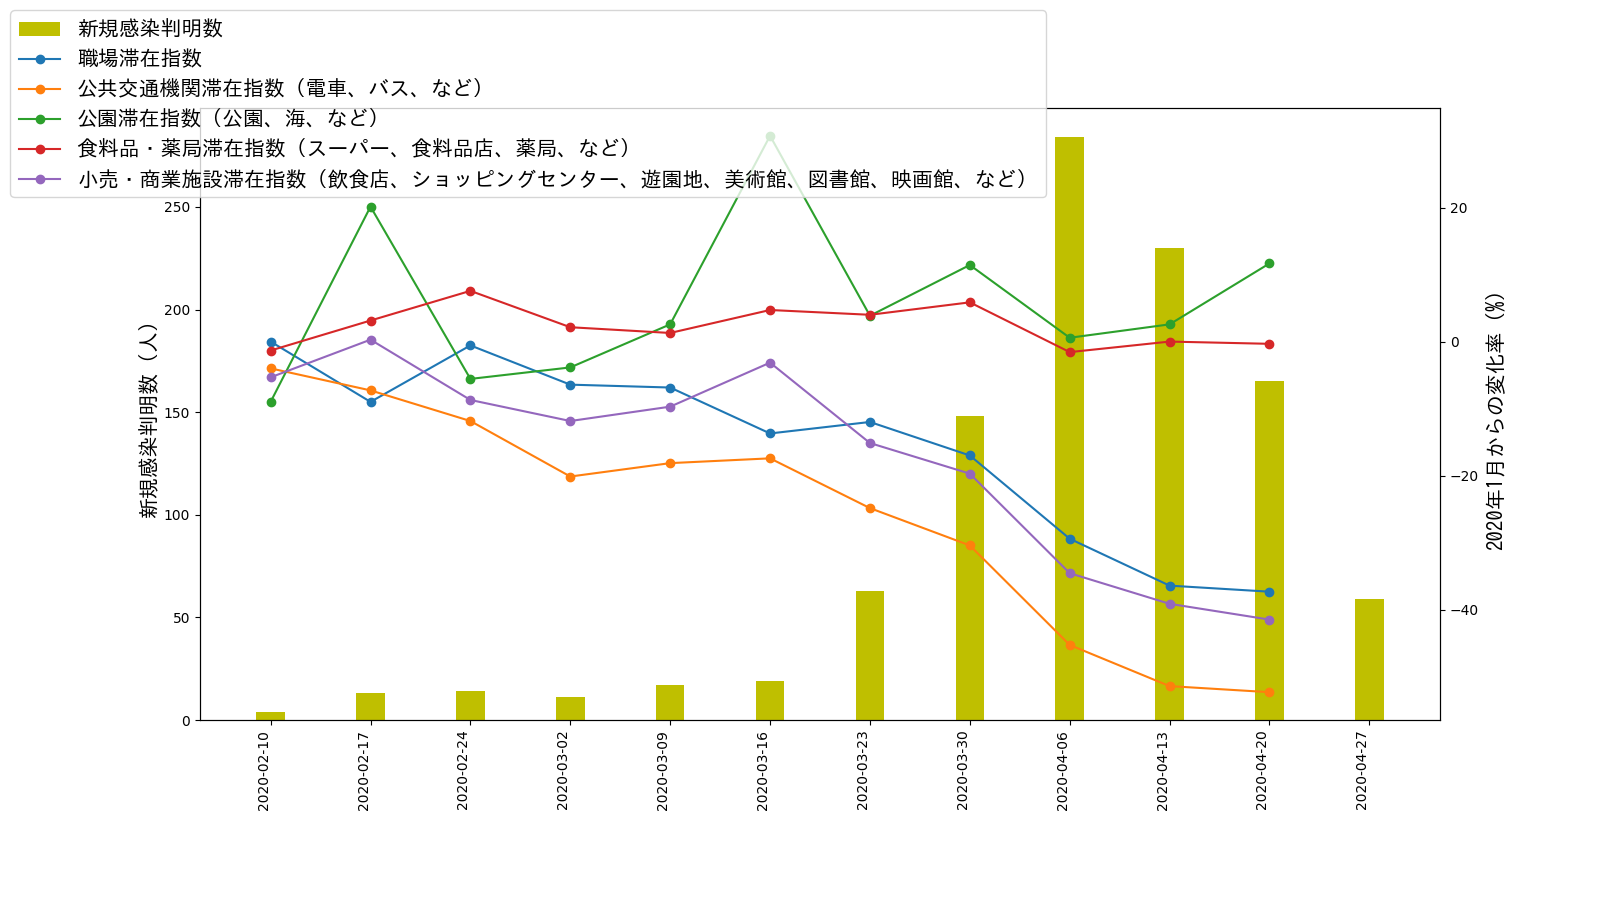 新規感染判明数
職場滞在指数
公共交通機関滞在指数（電車、バス、など）
公園滞在指数（公園、海、など）
食料品・薬局滞在指数（スーパー、食料品店、薬局、など）
小売・商業施設滞在指数（飲食店、ショッピングセンター、遊園地、美術館、図書館、映画館、など）
新規感染判明数（人）
250
200
150
100
50
0
20
0
−20
−40
2020年1月からの変化率（%）
2020-02-10
2020-02-17
2020-02-24
2020-03-02
2020-03-09
2020-03-16
2020-03-23
2020-03-30
2020-04-06
2020-04-13
2020-04-20
2020-04-27